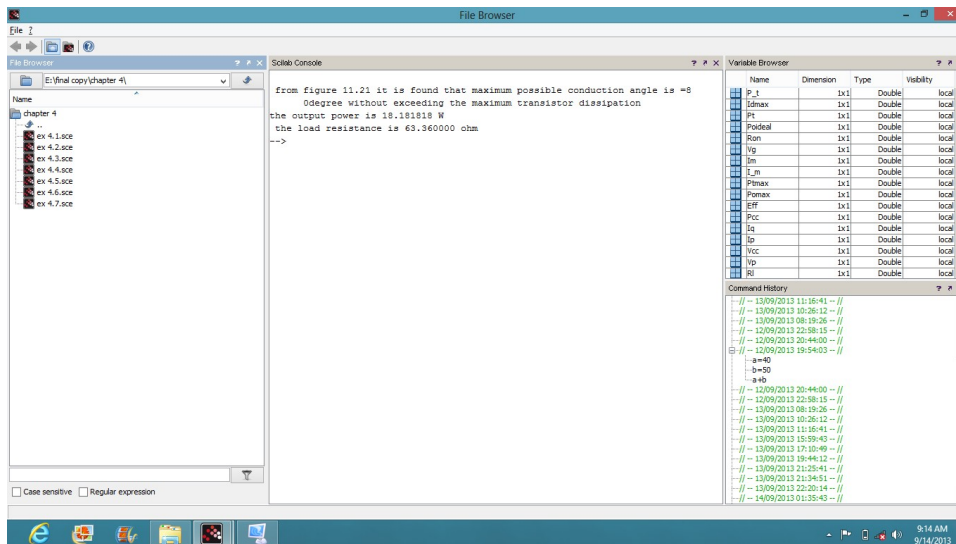 File Browser
File ?
File Browser
E:\final copy\chapter 4\
Name
chapter 4
..
ex 4.1.sce
ex 4.2.sce
ex 4.3.sce
ex 4.4.sce
ex 4.5.sce
ex 4.6.sce
ex 4.7.sce
Case sensitive Regular expression
Scilab Console
from figure 11.21 it is found that maximum possible conduction angle is =8
0degree without exceeding the maximum transistor dissipation
the output power is 18.181818 W
the load resistance is 63.360000 ohm
-->
Variable Browser
Name Dimension Type Visibility
P_t 1x1 Double local
Idmax 1x1 Double local
Pt 1x1 Double local
Poideal 1x1 Double local
Ron 1x1 Double local
Vg 1x1 Double local
Im 1x1 Double local
I_m 1x1 Double local
Ptmax 1x1 Double local
Pomax 1x1 Double local
Eff 1x1 Double local
Pcc 1x1 Double local
Iq 1x1 Double local
Ip 1x1 Double local
Vcc 1x1 Double local
Vp 1x1 Double local
Rl 1x1 Double local
Command History
// -- 13/09/2013 11:16:41 -- //
// -- 13/09/2013 10:26:12 -- //
// -- 13/09/2013 08:19:26 -- //
// -- 12/09/2013 22:58:15 -- //
// -- 12/09/2013 20:44:00 -- //
// -- 12/09/2013 19:54:03 -- //
a=40
b=50
a+b
// -- 12/09/2013 20:44:00 -- //
// -- 12/09/2013 22:58:15 -- //
// -- 13/09/2013 08:19:26 -- //
// -- 13/09/2013 10:26:12 -- //
// -- 13/09/2013 11:16:41 -- //
// -- 13/09/2013 15:59:43 -- //
// -- 13/09/2013 17:10:49 -- //
// -- 13/09/2013 19:44:12 -- //
// -- 13/09/2013 21:25:41 -- //
// -- 13/09/2013 21:34:51 -- //
// -- 13/09/2013 22:20:14 -- //
// -- 14/09/2013 01:35:43 -- //
9:14 AM
9/14/2013